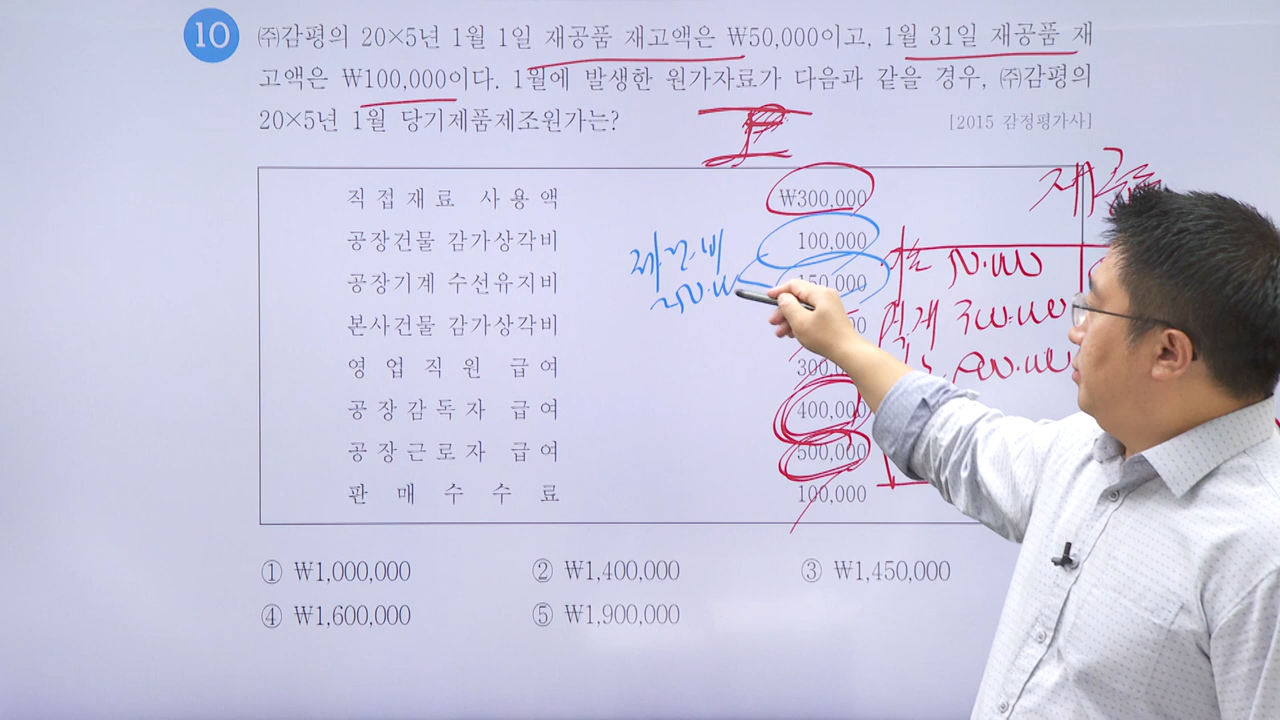 10 ㈜감평의 20×5년 1월 1일 재공품 재고액은 ₩50,000이고, 1월 31일 재공품 재
고액은 ₩100,000이다. 1월에 발생한 원가자료가 다음과 같을 경우, ㈜감평의
20×5년 1월 당기제품제조원가는?
[2015 감정평가사]
직접재료 사용액 ₩300,000
공장건물 감가상각비 100,000
공장기계 수선유지비 150,000
본사건물 감가상각비
영업직원 급여
공장감독자 급여 400,000
공장근로자 급여 500,000
판매수수료 100,000
① ₩1,000,000 ② ₩1,400,000 ③ ₩1,450,000
④ ₩1,600,000 ⑤ ₩1,900,000